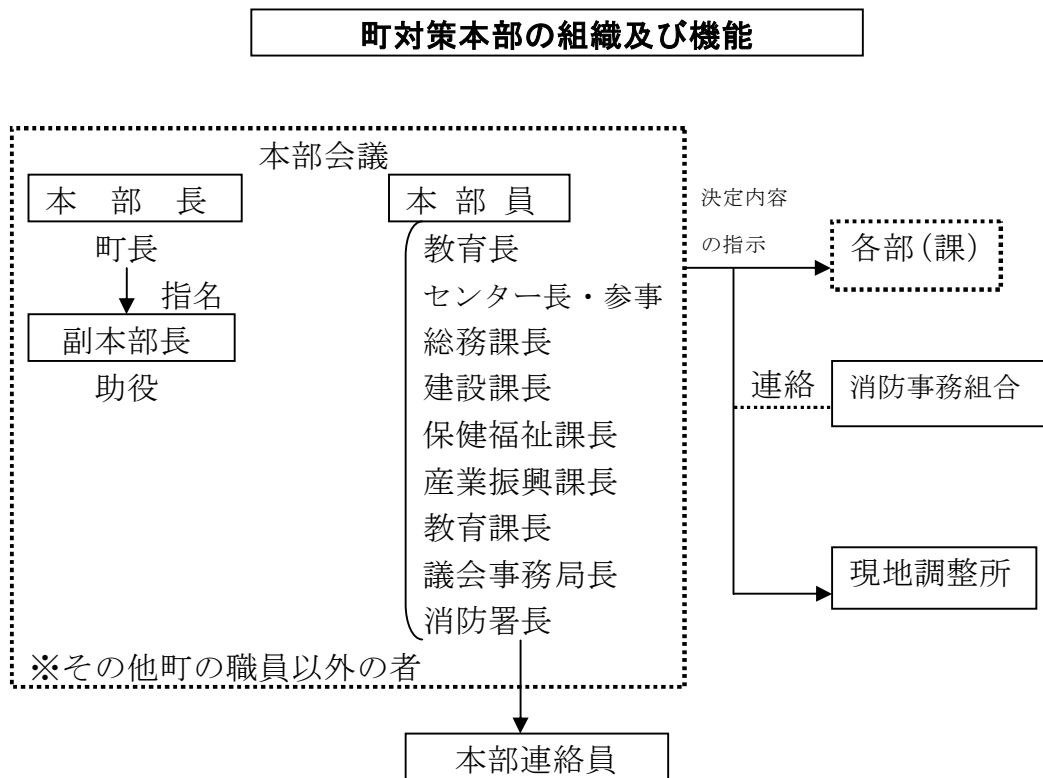 町対策本部の組織及び機能
本部会議
本 部 長
町長
指名
副本部長
助役
本 部 員
教育長
センター長・参事
総務課長
建設課長
保健福祉課長
産業振興課長
教育課長
議会事務局長
消防署長
※その他町の職員以外の者
本部連絡員
決定内容
の指示
各部(課)
連絡
消防事務組合
現地調整所